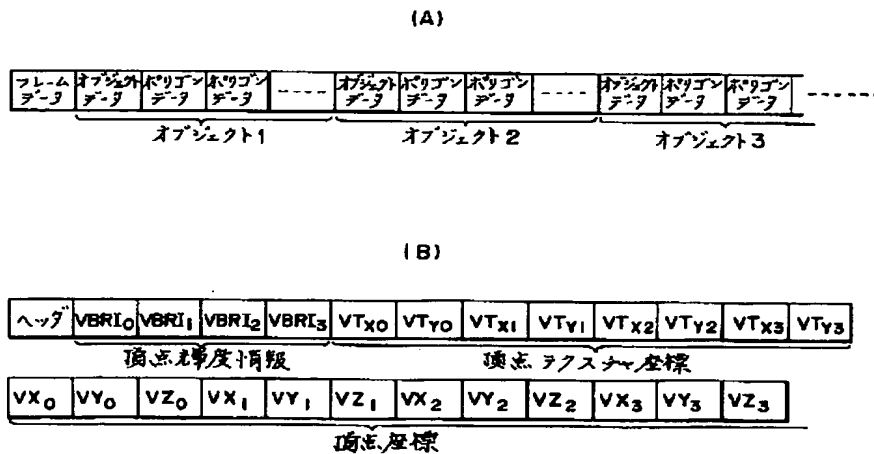 (A)
フレームデータ オブジェクトデータ ポリゴンデータ ポリゴンデータ ---- オブジェクトデータ ポリゴンデータ ポリゴンデータ ---- オブジェクトデータ ポリゴンデータ ポリゴンデータ -----
オブジェクト1 オブジェクト2 オブジェクト3
(B)
ヘッダ VBRI0 VBRI1 VBRI2 VBRI3 VTX0 VTY0 VTX1 VTY1 VTX2 VTY2 VTX3 VTY3
頂点輝度情報 頂点テクスチャ座標
VX0 VY0 VZ0 VX1 VY1 VZ1 VX2 VY2 VZ2 VX3 VY3 VZ3
頂点座標